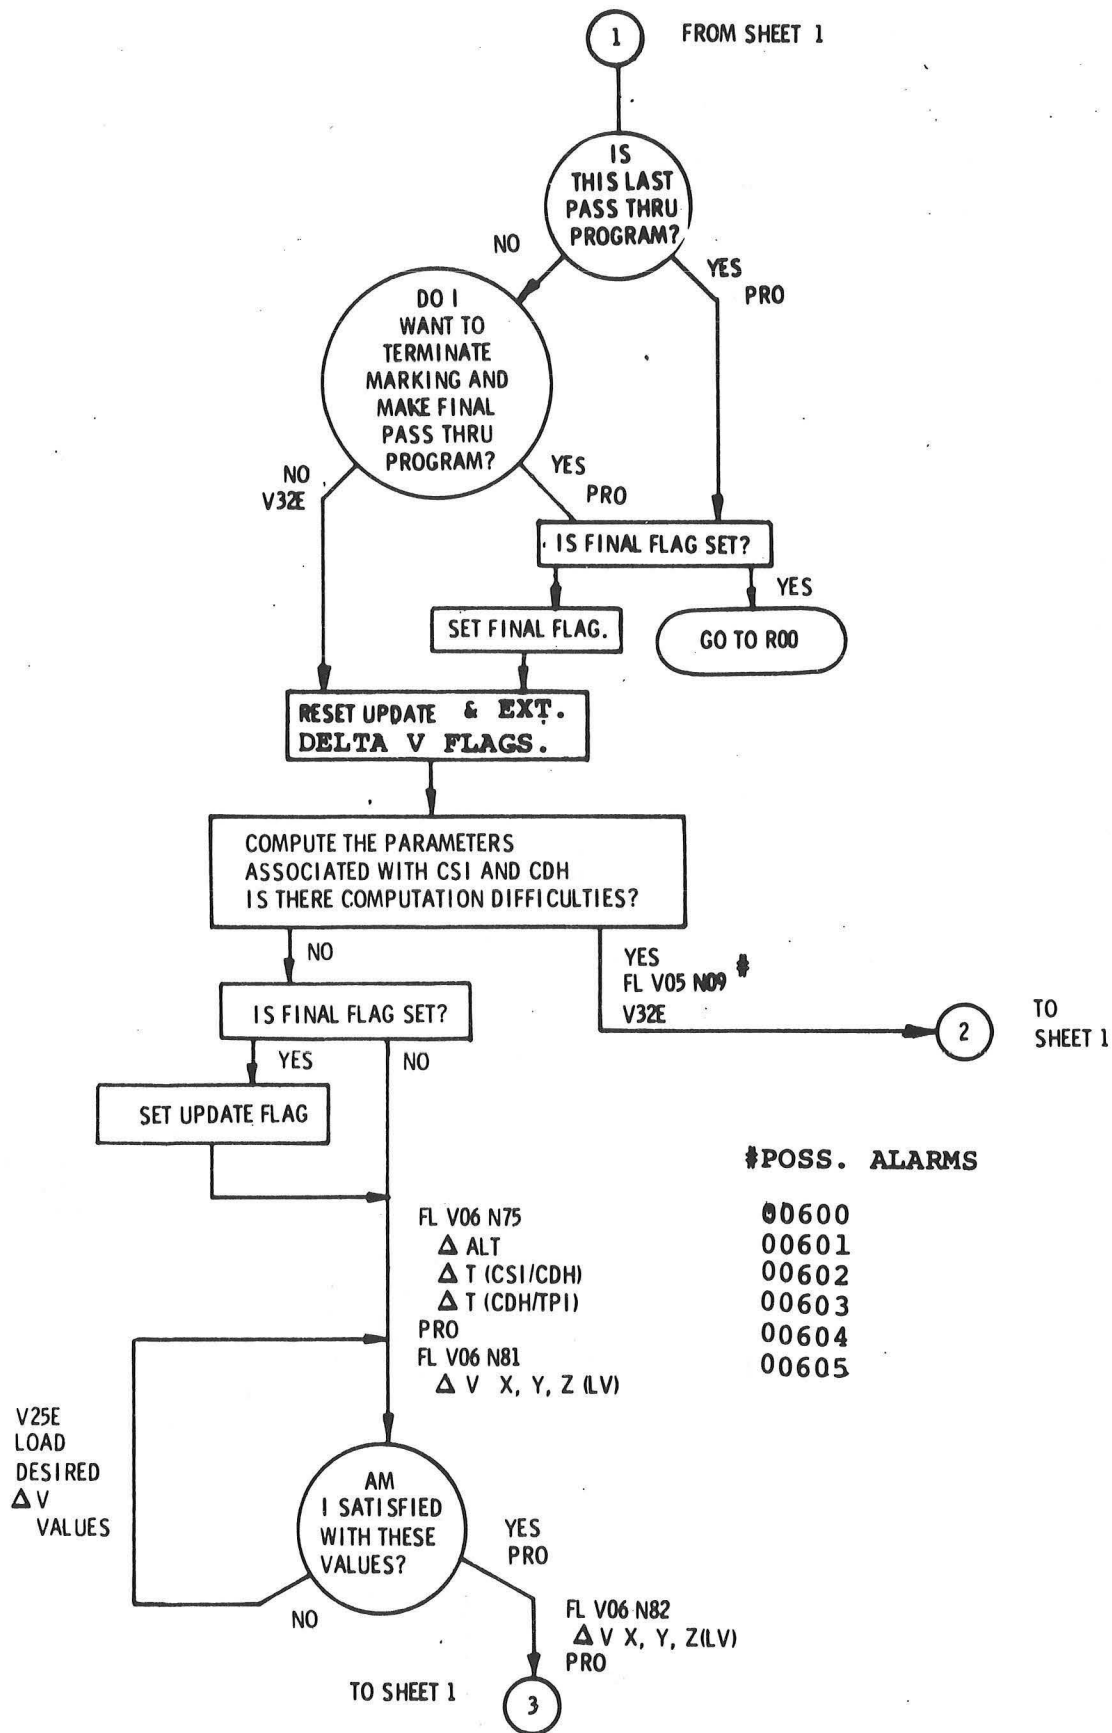 1
FROM SHEET 1
IS
THIS LAST
PASS THRU
PROGRAM?
NO
YES
PRO
DO I
WANT TO
TERMINATE
MARKING AND
MAKE FINAL
PASS THRU
PROGRAM?
NO
V32E
YES
PRO
IS FINAL FLAG SET?
YES
SET FINAL FLAG.
GO TO R00
RESET UPDATE & EXT.
DELTA V FLAGS.
COMPUTE THE PARAMETERS
ASSOCIATED WITH CSI AND CDH
IS THERE COMPUTATION DIFFICULTIES?
NO
YES
FL V05 N09 #
V32E
2
TO
SHEET 1
IS FINAL FLAG SET?
YES
NO
SET UPDATE FLAG
#POSS. ALARMS
00600
00601
00602
00603
00604
00605
FL V06 N75
Δ ALT
Δ T (CSI/CDH)
Δ T (CDH/TPI)
PRO
FL V06 N81
Δ V X, Y, Z (LV)
V25E
LOAD
DESIRED
Δ V
VALUES
AM
I SATISFIED
WITH THESE
VALUES?
YES
PRO
NO
FL V06 N82
Δ V X, Y, Z(LV)
PRO
TO SHEET 1
3